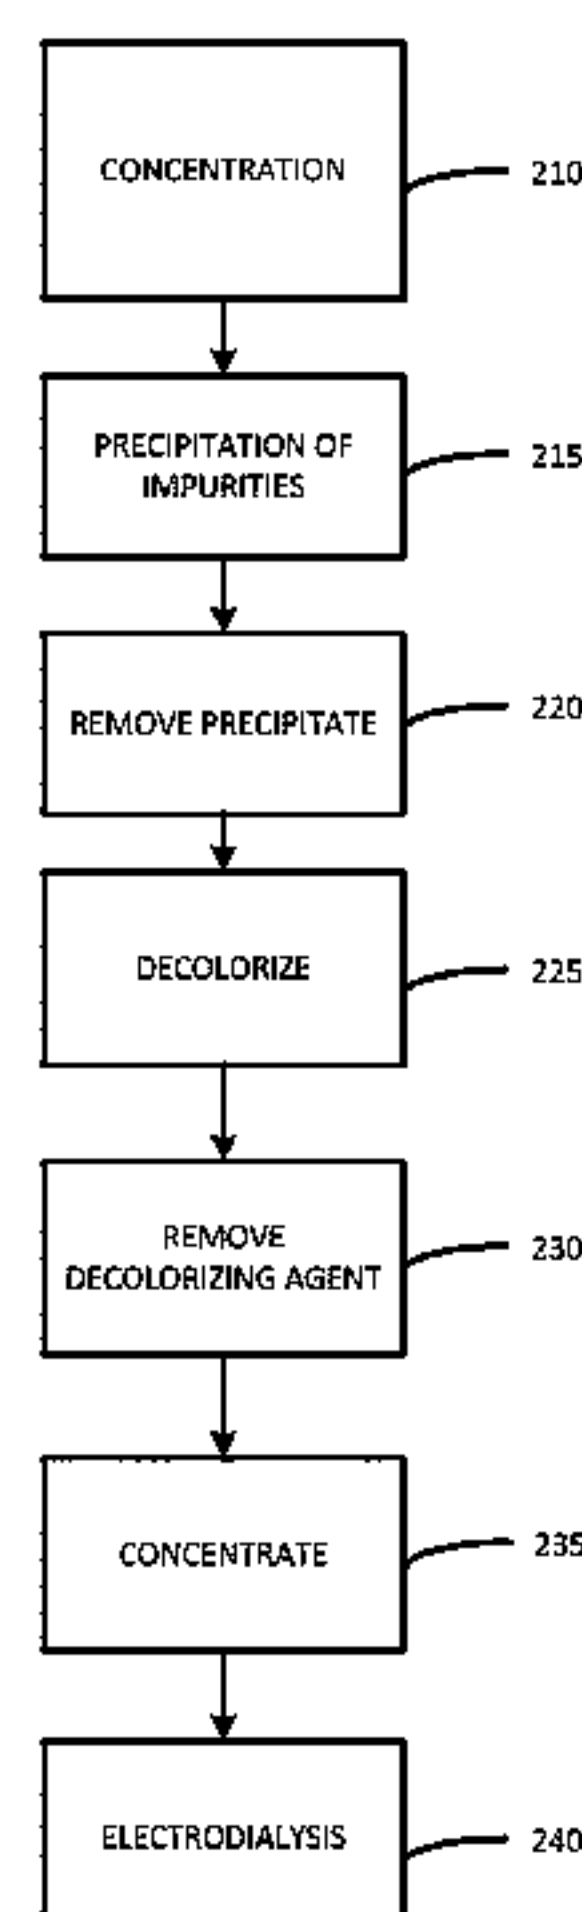 CONCENTRATION
210
PRECIPITATION OF
IMPURITIES
215
REMOVE PRECIPITATE
220
DECOLORIZE
225
REMOVE
DECOLORIZING AGENT
230
CONCENTRATE
235
ELECTRODIALYSIS
240